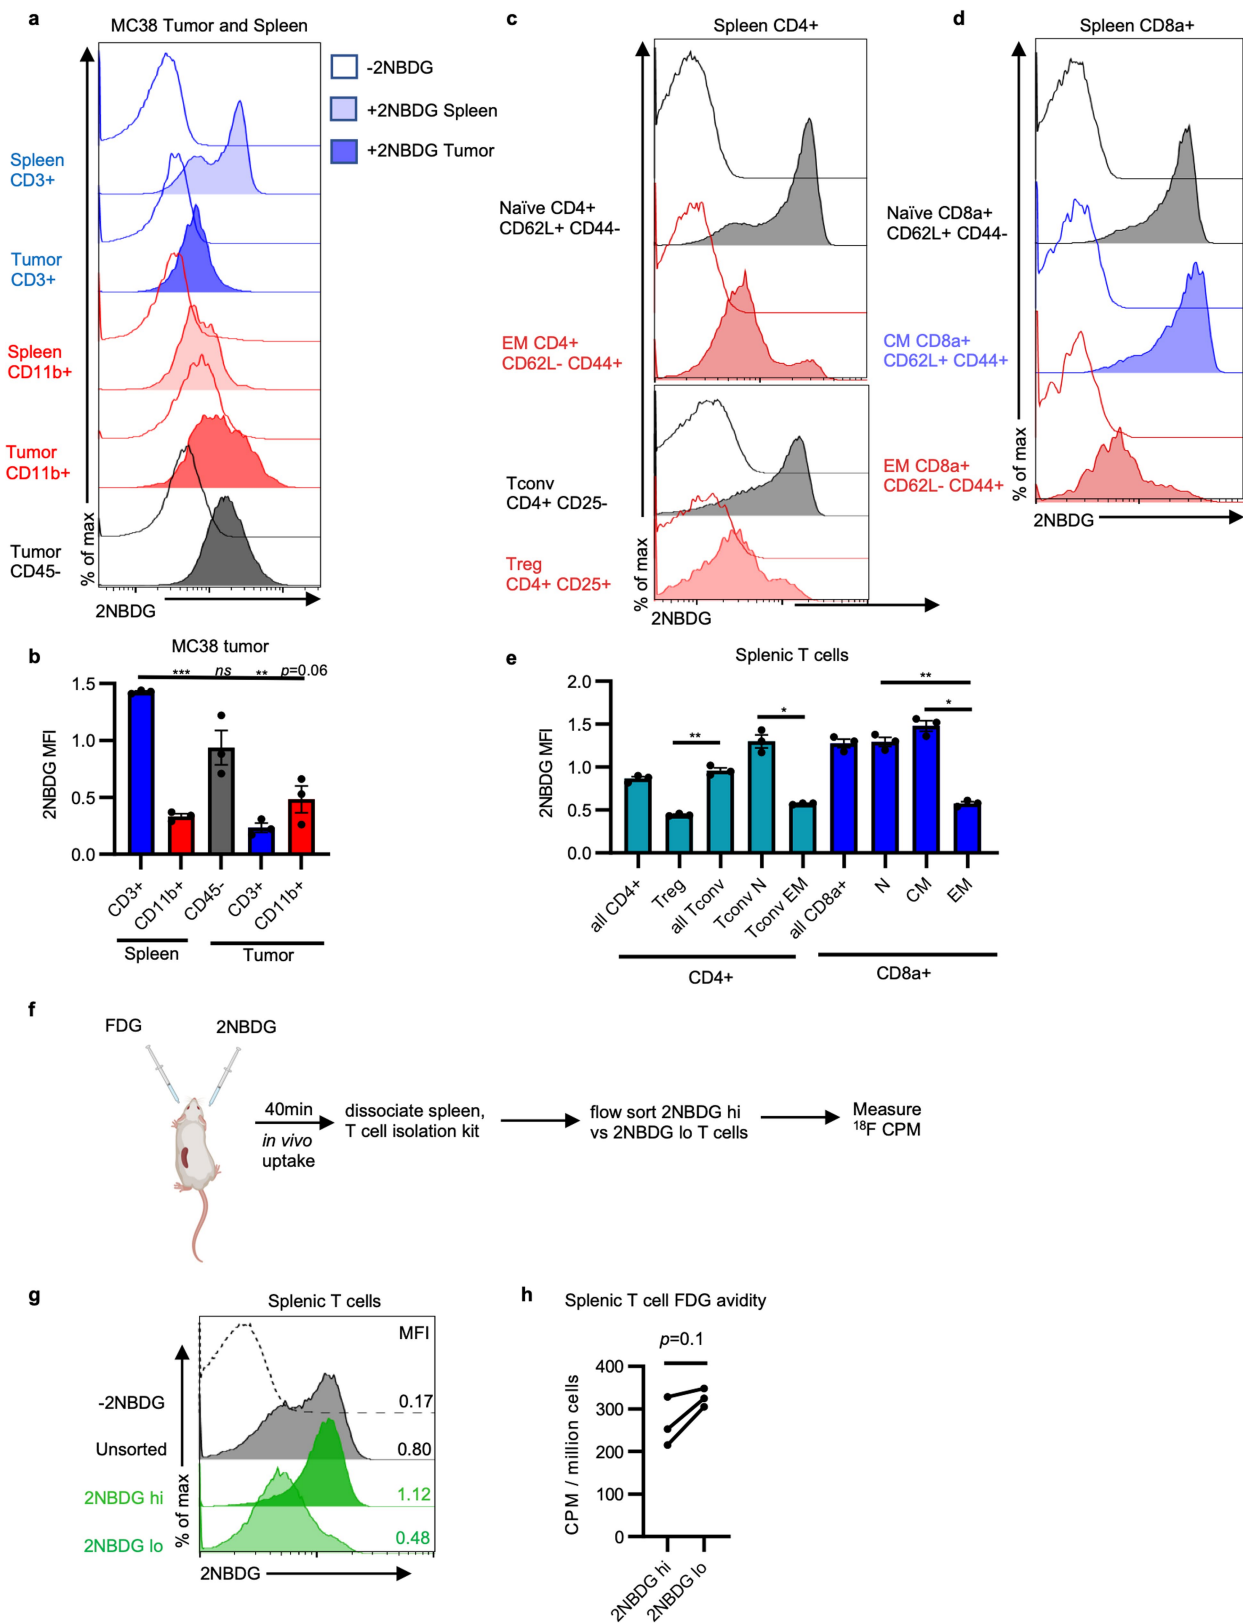 a
MC38 Tumor and Spleen
-2NBDG
+2NBDG Spleen
+2NBDG Tumor
Spleen
CD3+
Tumor
CD3+
Spleen
CD11b+
Tumor
CD11b+
Tumor
CD45-
% of max
2NBDG
c
Spleen CD4+
Naïve CD4+
CD62L+ CD44-
EM CD4+
CD62L- CD44+
Tconv
CD4+ CD25-
Treg
CD4+ CD25+
% of max
2NBDG
d
Spleen CD8a+
Naïve CD8a+
CD62L+ CD44-
CM CD8a+
CD62L+ CD44+
EM CD8a+
CD62L- CD44+
% of max
2NBDG
b
MC38 tumor
*** ns ** p=0.06
2NBDG MFI
1.5
1.0
0.5
0.0
CD3+
CD11b+
CD45-
CD3+
CD11b+
Spleen
Tumor
e
Splenic T cells
2NBDG MFI
2.0
1.5
1.0
0.5
0.0
**
*
**
*
all CD4+
Treg
all Tconv
Tconv N
Tconv EM
all CD8a+
N
CM
EM
CD4+
CD8a+
f
FDG
2NBDG
40min
in vivo
uptake
dissociate spleen,
T cell isolation kit
flow sort 2NBDG hi
vs 2NBDG lo T cells
Measure
¹⁸F CPM
g
Splenic T cells
MFI
-2NBDG
0.17
Unsorted
0.80
2NBDG hi
1.12
2NBDG lo
0.48
% of max
2NBDG
h
Splenic T cell FDG avidity
p=0.1
CPM / million cells
400
300
200
100
0
2NBDG hi
2NBDG lo